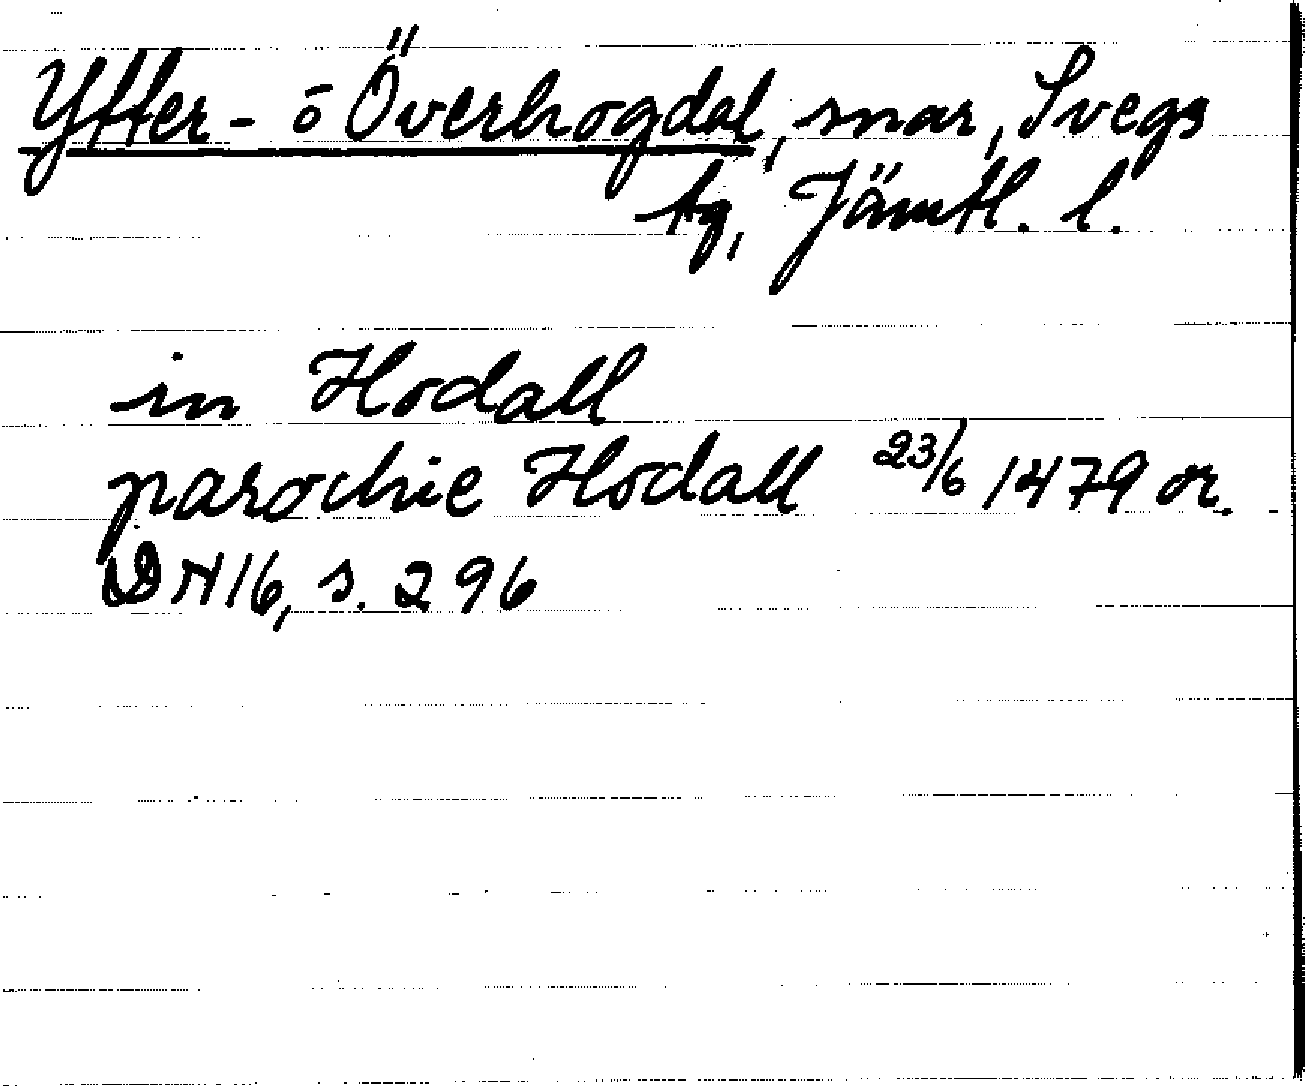 Ytter- o Överhogdal, snar, Svegs
tg, Jämtl. l.
in Hodall
parochie Hodall 23/6 1479 or.
DN 16, s. 296